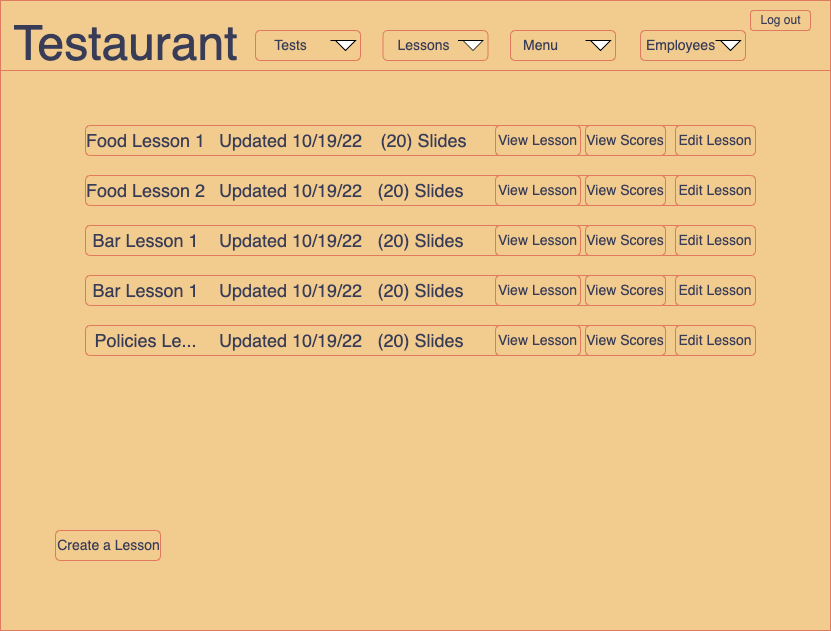 Log out
Testaurant Tests Lessons Menu Employees
Food Lesson 1 Updated 10/19/22 (20) Slides View Lesson View Scores Edit Lesson
Food Lesson 2 Updated 10/19/22 (20) Slides View Lesson View Scores Edit Lesson
Bar Lesson 1 Updated 10/19/22 (20) Slides View Lesson View Scores Edit Lesson
Bar Lesson 1 Updated 10/19/22 (20) Slides View Lesson View Scores Edit Lesson
Policies Le... Updated 10/19/22 (20) Slides View Lesson View Scores Edit Lesson
Create a Lesson